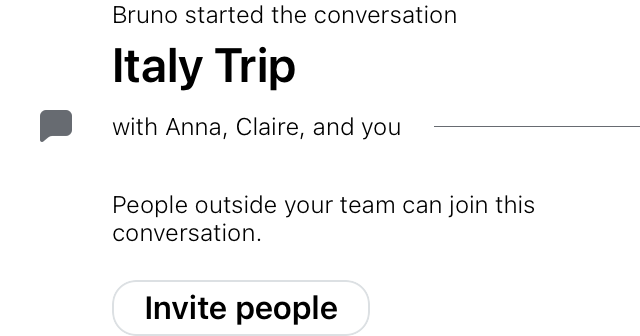 Bruno started the conversation
Italy Trip
with Anna, Claire, and you
People outside your team can join this
conversation.
Invite people